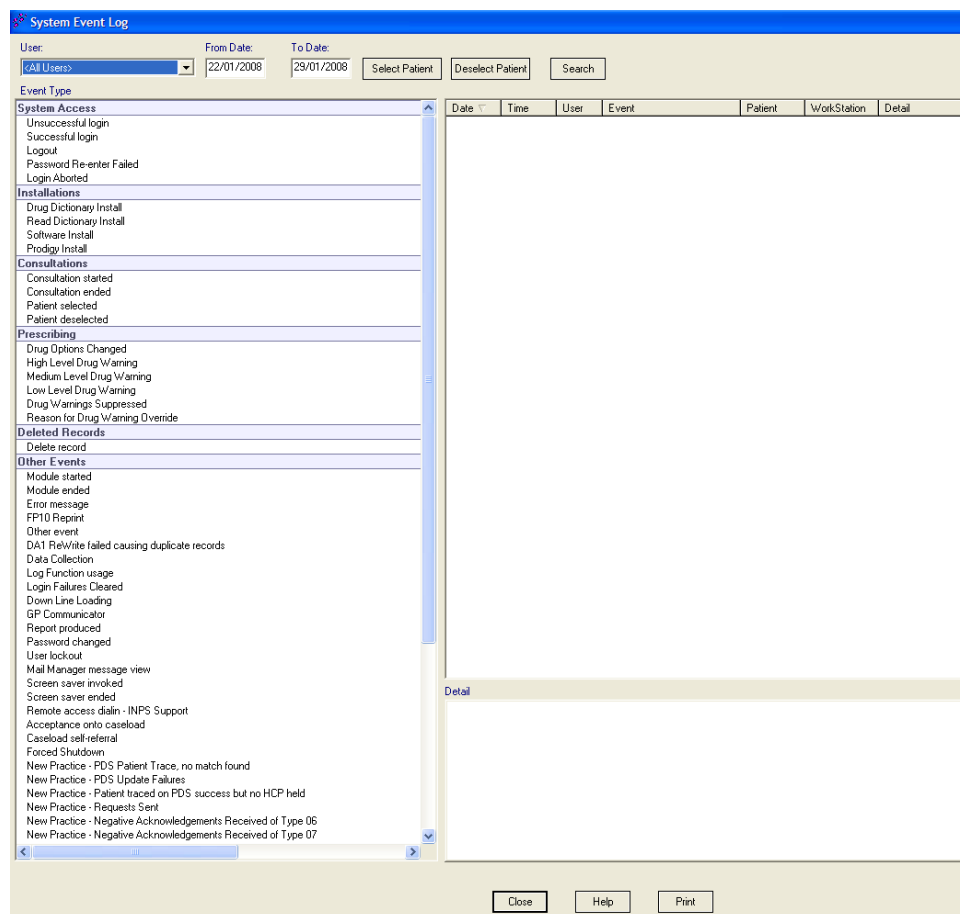 System Event Log
User: From Date: To Date:
<All Users> 22/01/2008 29/01/2008 Select Patient Deselect Patient Search
Event Type
Date Time User Event Patient WorkStation Detail
System Access
Unsuccessful login
Successful login
Logout
Password Re-enter Failed
Login Aborted
Installations
Drug Dictionary Install
Read Dictionary Install
Software Install
Prodigy Install
Consultations
Consultation started
Consultation ended
Patient selected
Patient deselected
Prescribing
Drug Options Changed
High Level Drug Warning
Medium Level Drug Warning
Low Level Drug Warning
Drug Warnings Suppressed
Reason for Drug Warning Override
Deleted Records
Delete record
Other Events
Module started
Module ended
Error message
FP10 Reprint
Other event
DA1 ReWrite failed causing duplicate records
Data Collection
Log Function usage
Login Failures Cleared
Down Line Loading
GP Communicator
Report produced
Password changed
User lockout
Mail Manager message view
Screen saver invoked
Screen saver ended
Remote access dialin - INPS Support
Acceptance onto caseload
Caseload self-referral
Forced Shutdown
New Practice - PDS Patient Trace, no match found
New Practice - PDS Update Failures
New Practice - Patient traced on PDS success but no HCP held
New Practice - Requests Sent
New Practice - Negative Acknowledgements Received of Type 06
New Practice - Negative Acknowledgements Received of Type 07
Detail
Close Help Print